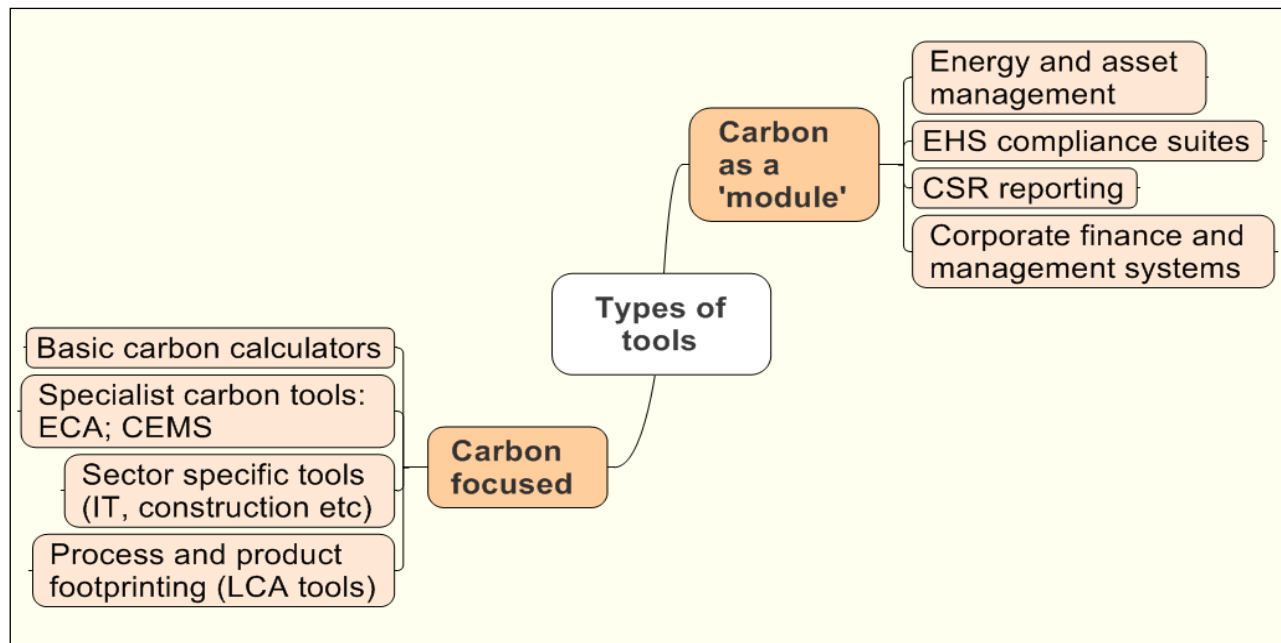 Types of
tools
Carbon
as a
'module'
Energy and asset
management
EHS compliance suites
CSR reporting
Corporate finance and
management systems
Carbon
focused
Basic carbon calculators
Specialist carbon tools:
ECA; CEMS
Sector specific tools
(IT, construction etc)
Process and product
footprinting (LCA tools)